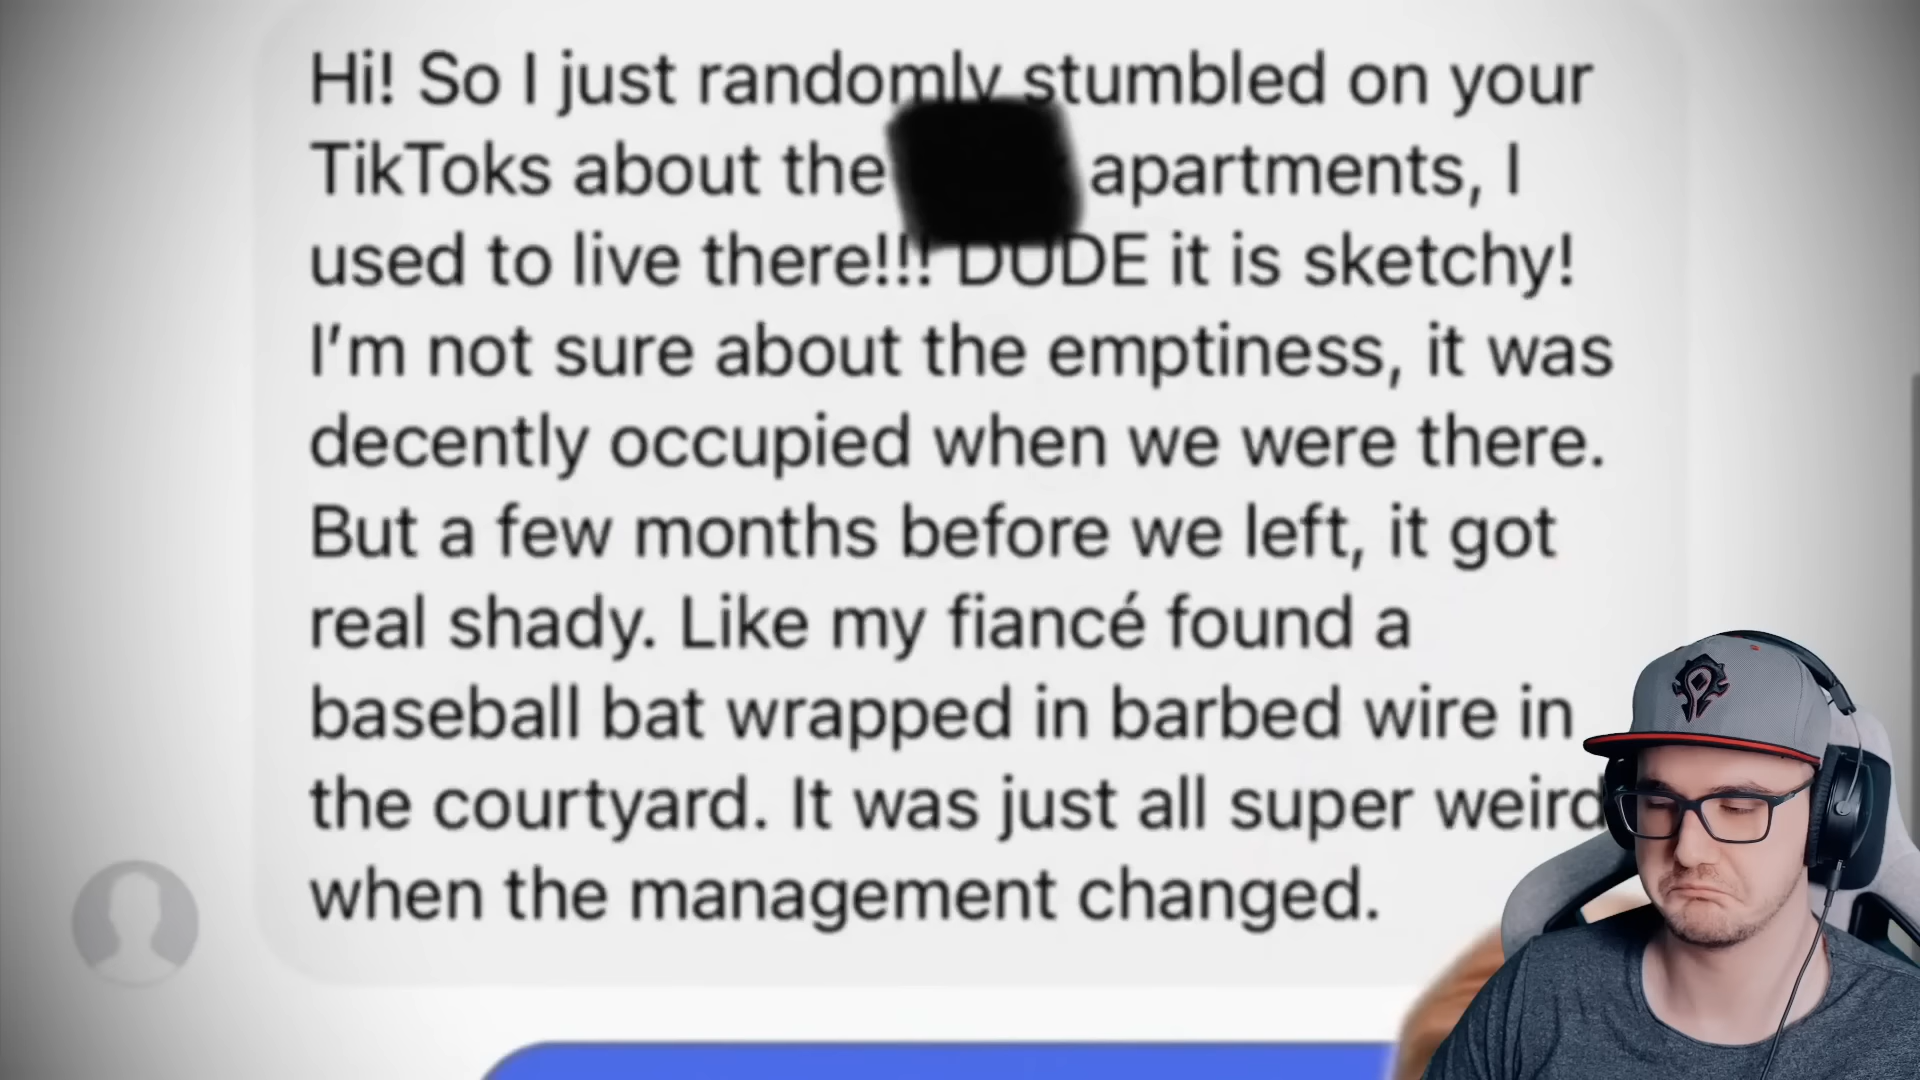 Hi! So I just randomly stumbled on your
TikToks about the apartments, I
used to live there!!! DUDE it is sketchy!
I’m not sure about the emptiness, it was
decently occupied when we were there.
But a few months before we left, it got
real shady. Like my fiancé found a
baseball bat wrapped in barbed wire in
the courtyard. It was just all super weird
when the management changed.